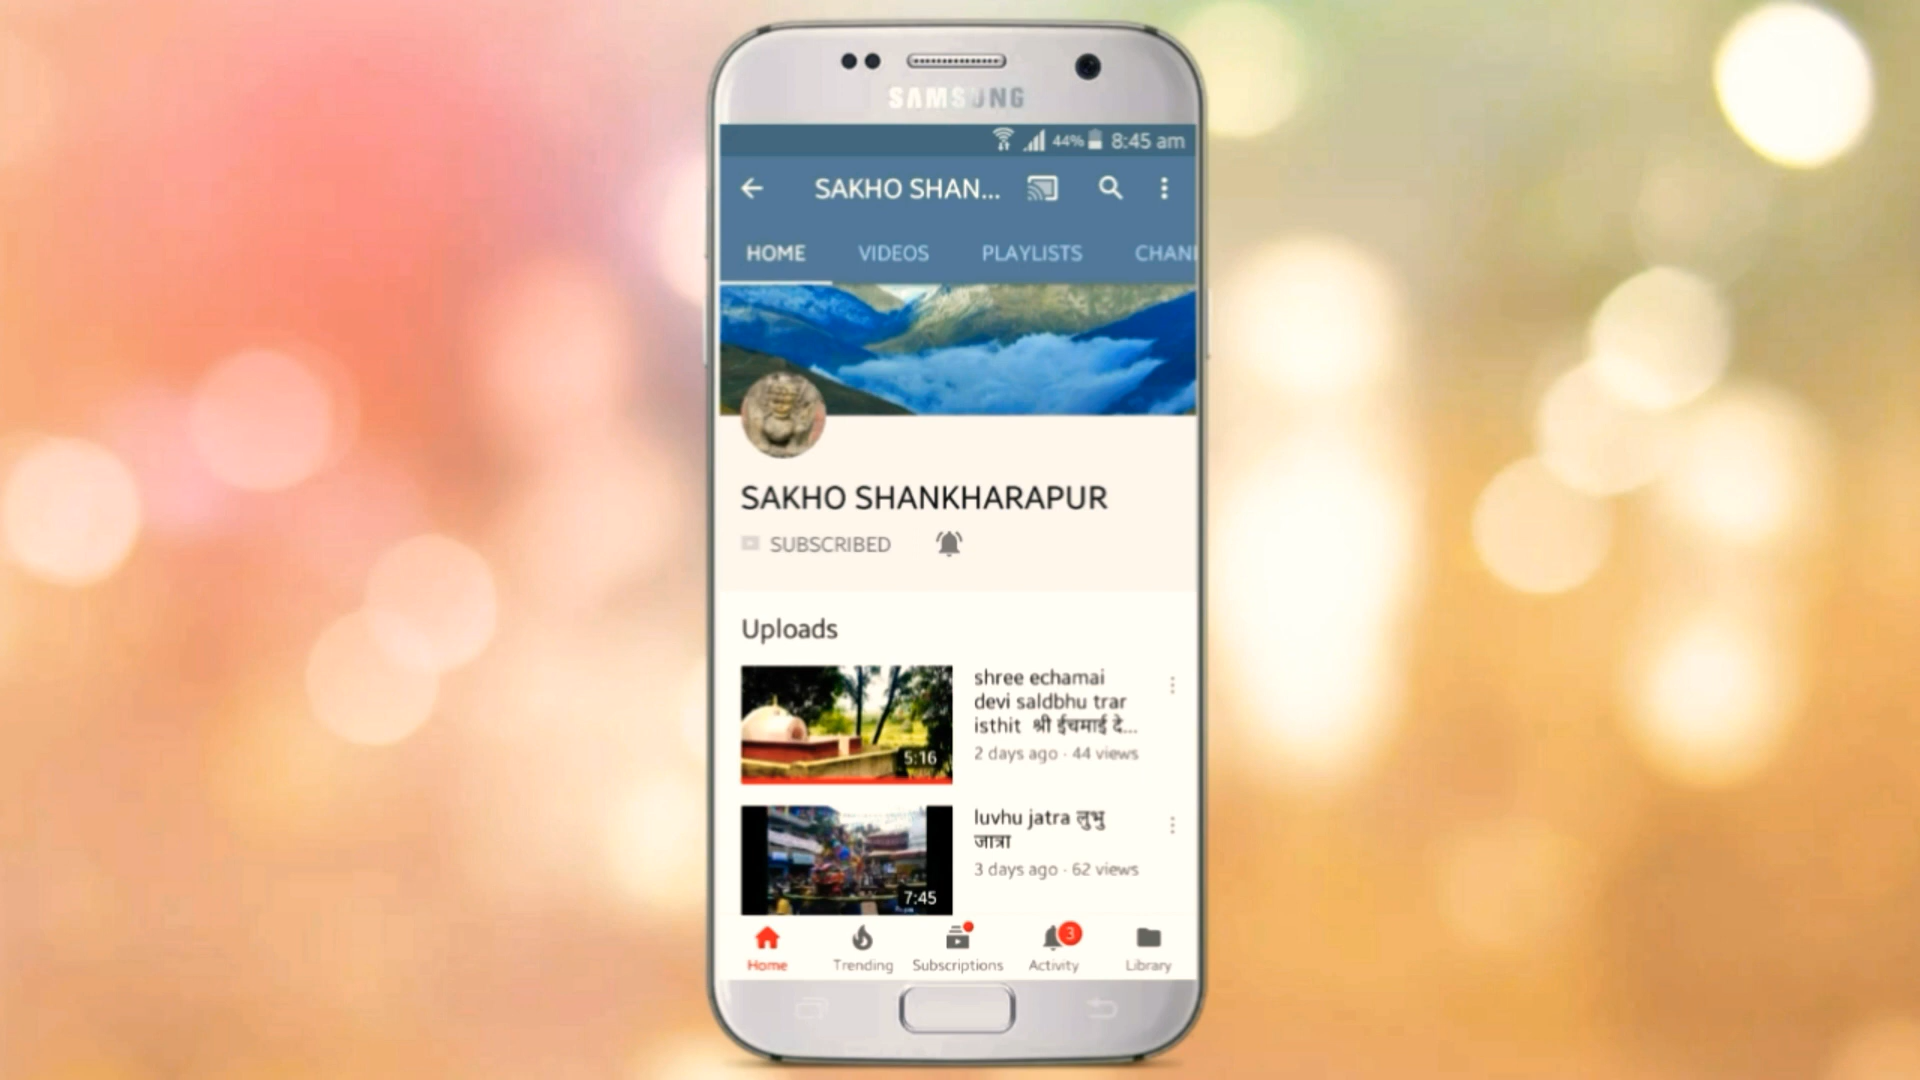 SAMSUNG
44% 8:45 am
SAKHO SHAN...
HOME VIDEOS PLAYLISTS CHAN
SAKHO SHANKHARAPUR
SUBSCRIBED
Uploads
shree echamai
devi saldbhu trar
isthit श्री ईचमाई दे...
2 days ago · 44 views
5:16
luvhu jatra लुभु
जात्रा
3 days ago · 62 views
7:45
3
Home Trending Subscriptions Activity Library